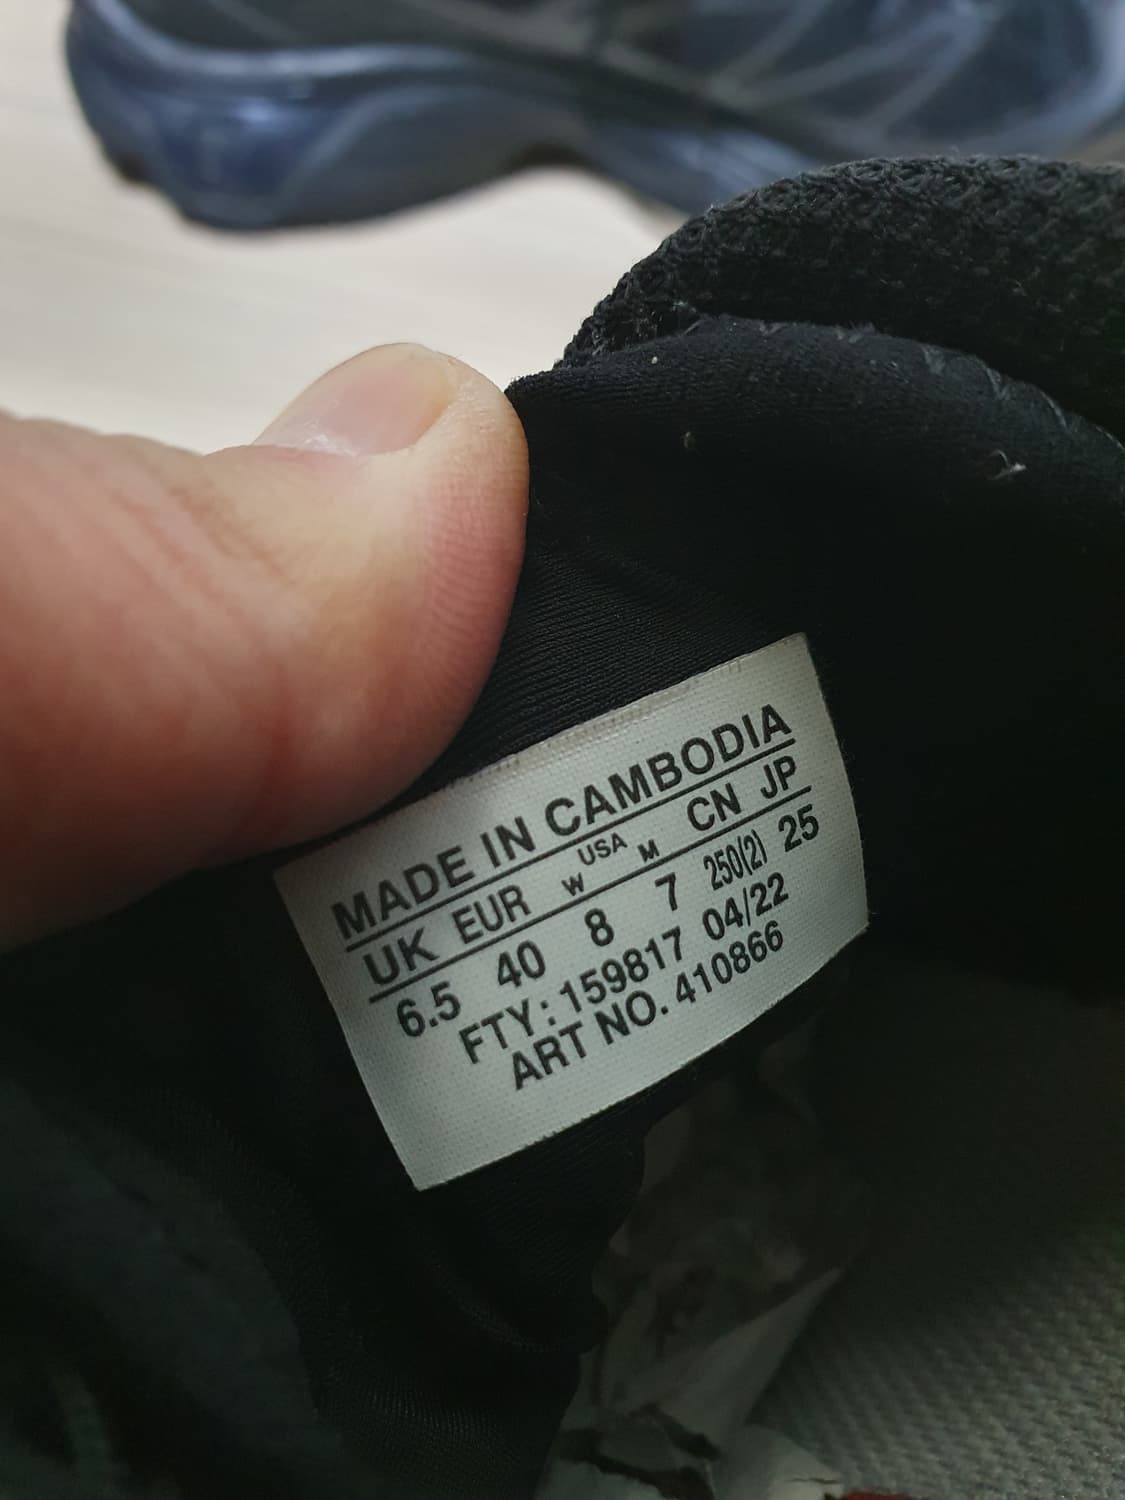 MADE IN CAMBODIA
UK EUR USA W M CN JP
6.5 40 8 7 250(2) 25
FTY: 159817 04/22
ART NO. 410866